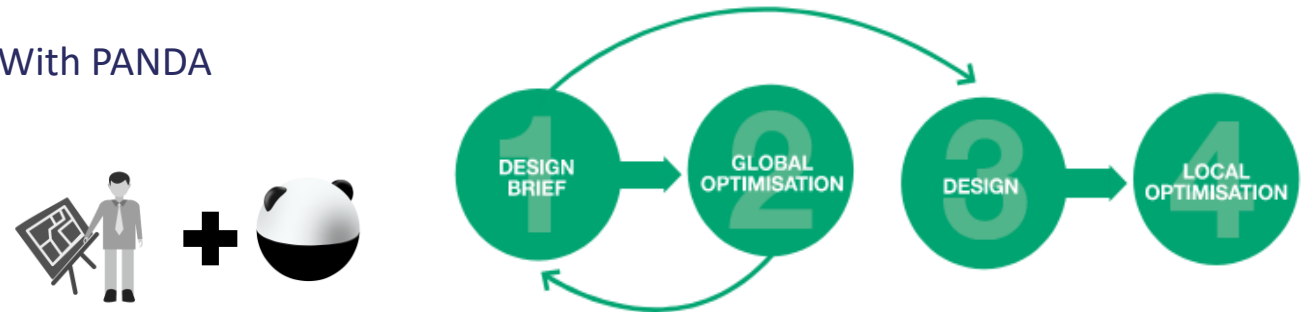 With PANDA
1
DESIGN
BRIEF
2
GLOBAL
OPTIMISATION
3
DESIGN
4
LOCAL
OPTIMISATION